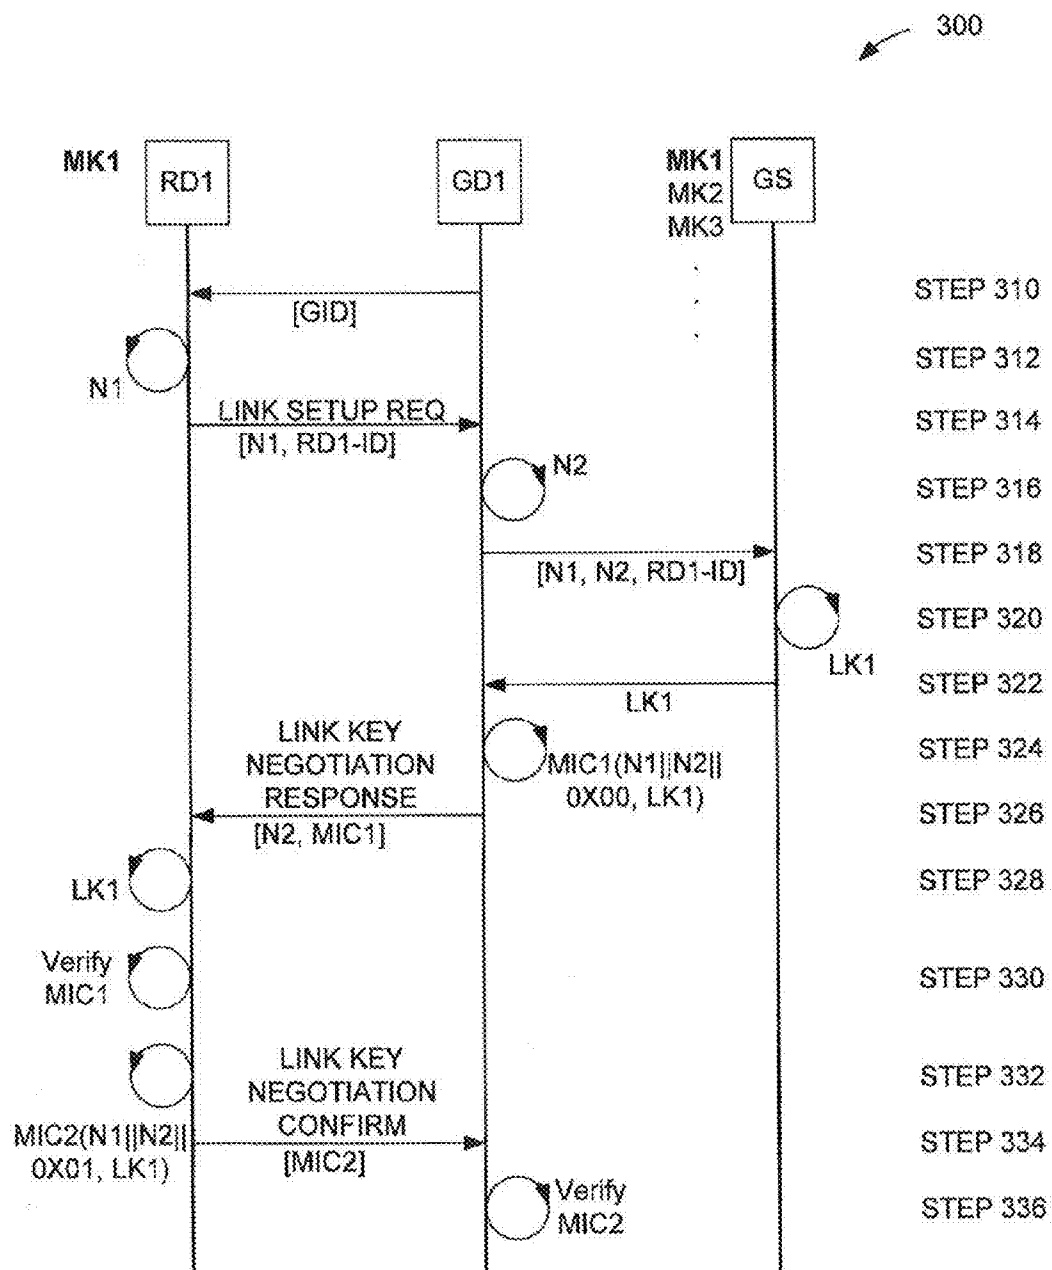 300
MK1
RD1
GD1
MK1
MK2
MK3
GS
[GID]
STEP 310
N1
STEP 312
LINK SETUP REQ
[N1, RD1-ID]
STEP 314
N2
STEP 316
[N1, N2, RD1-ID]
STEP 318
LK1
STEP 320
LK1
STEP 322
LINK KEY
NEGOTIATION
RESPONSE
MIC1(N1||N2||
0X00, LK1)
STEP 324
[N2, MIC1]
STEP 326
LK1
STEP 328
Verify
MIC1
STEP 330
LINK KEY
NEGOTIATION
CONFIRM
STEP 332
MIC2(N1||N2||
0X01, LK1)
[MIC2]
STEP 334
Verify
MIC2
STEP 336